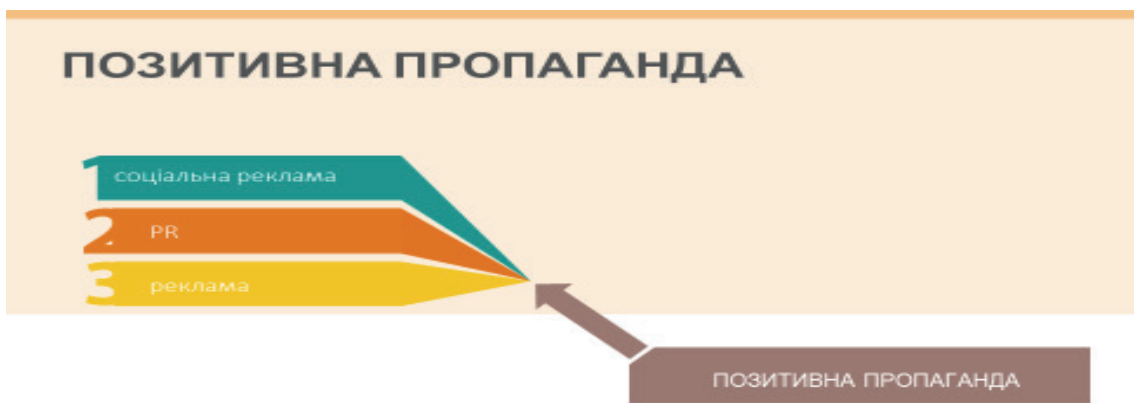 ПОЗИТИВНА ПРОПАГАНДА
1 соціальна реклама
2 PR
3 реклама
ПОЗИТИВНА ПРОПАГАНДА